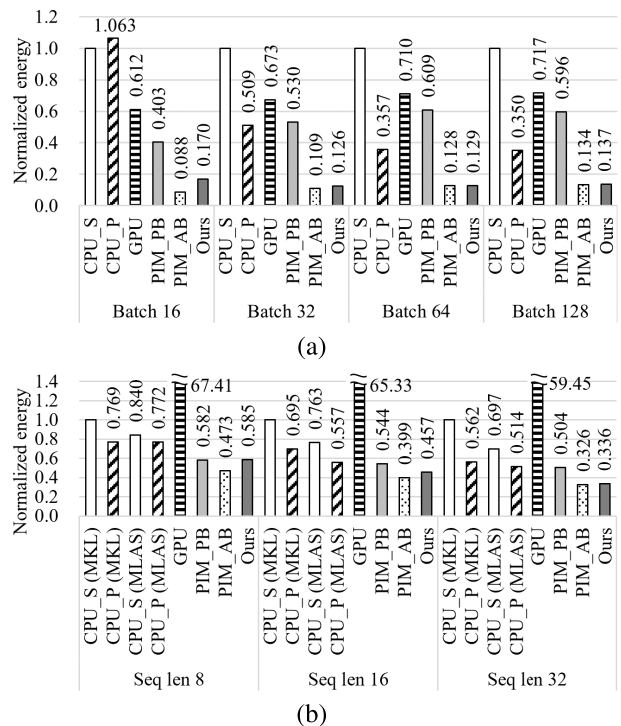 1.2
1.0
0.8
0.6
0.4
0.2
0.0
Normalized energy
1.063
0.612
0.403
0.088
0.170
0.509
0.673
0.530
0.109
0.126
0.357
0.710
0.609
0.128
0.129
0.350
0.717
0.596
0.134
0.137
CPU_S
CPU_P
GPU
PIM_PB
PIM_AB
Ours
CPU_S
CPU_P
GPU
PIM_PB
PIM_AB
Ours
CPU_S
CPU_P
GPU
PIM_PB
PIM_AB
Ours
CPU_S
CPU_P
GPU
PIM_PB
PIM_AB
Ours
Batch 16
Batch 32
Batch 64
Batch 128
(a)
1.4
1.2
1.0
0.8
0.6
0.4
0.2
0.0
Normalized energy
0.769
0.840
0.772
67.41
0.582
0.473
0.585
0.695
0.763
0.557
65.33
0.544
0.399
0.457
0.562
0.697
0.514
59.45
0.504
0.326
0.336
CPU_S (MKL)
CPU_P (MKL)
CPU_S (MLAS)
CPU_P (MLAS)
GPU
PIM_PB
PIM_AB
Ours
CPU_S (MKL)
CPU_P (MKL)
CPU_S (MLAS)
CPU_P (MLAS)
GPU
PIM_PB
PIM_AB
Ours
CPU_S (MKL)
CPU_P (MKL)
CPU_S (MLAS)
CPU_P (MLAS)
GPU
PIM_PB
PIM_AB
Ours
Seq len 8
Seq len 16
Seq len 32
(b)